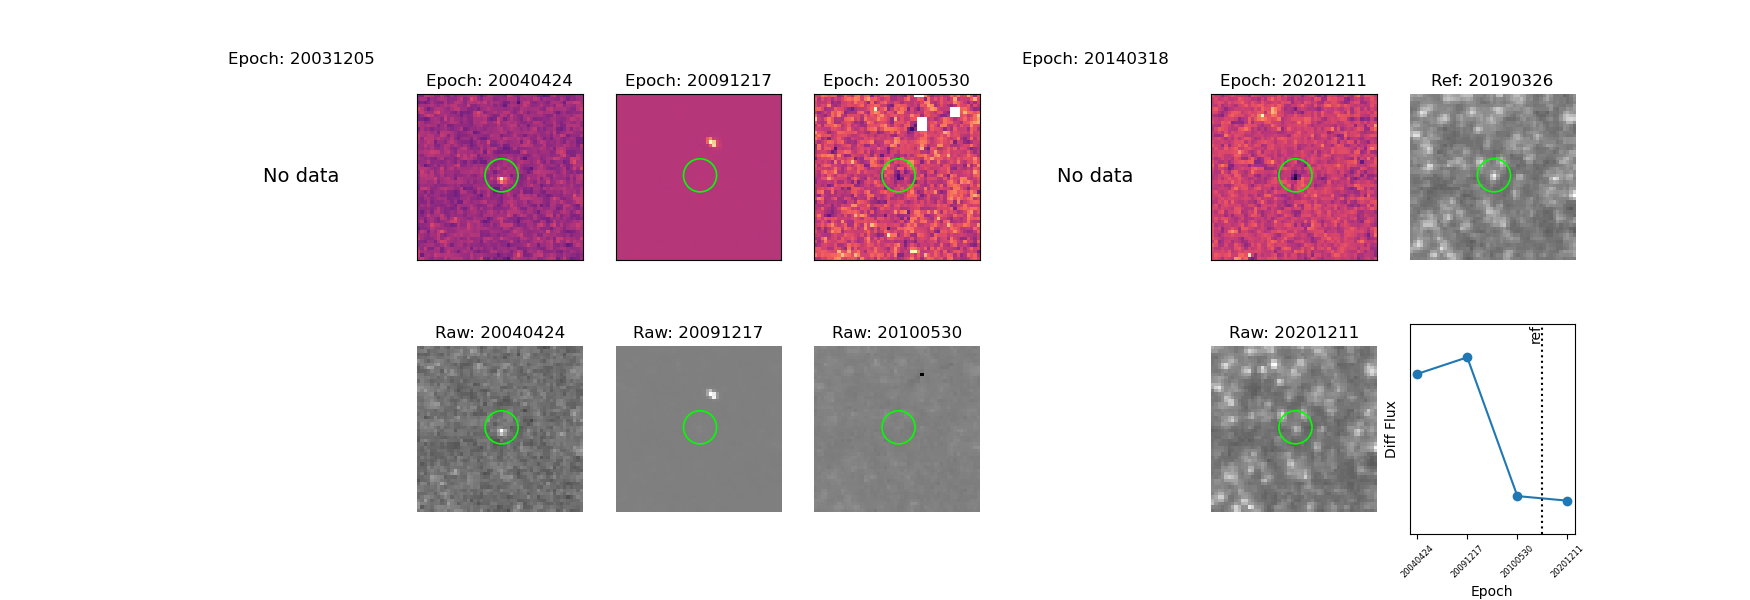 Epoch: 20031205
Epoch: 20140318
Epoch: 20040424
Epoch: 20091217
Epoch: 20100530
Epoch: 20201211
Ref: 20190326
No data
No data
Raw: 20040424
Raw: 20091217
Raw: 20100530
Raw: 20201211
ref
Diff Flux
20040424
20091217
20100530
20201211
Epoch